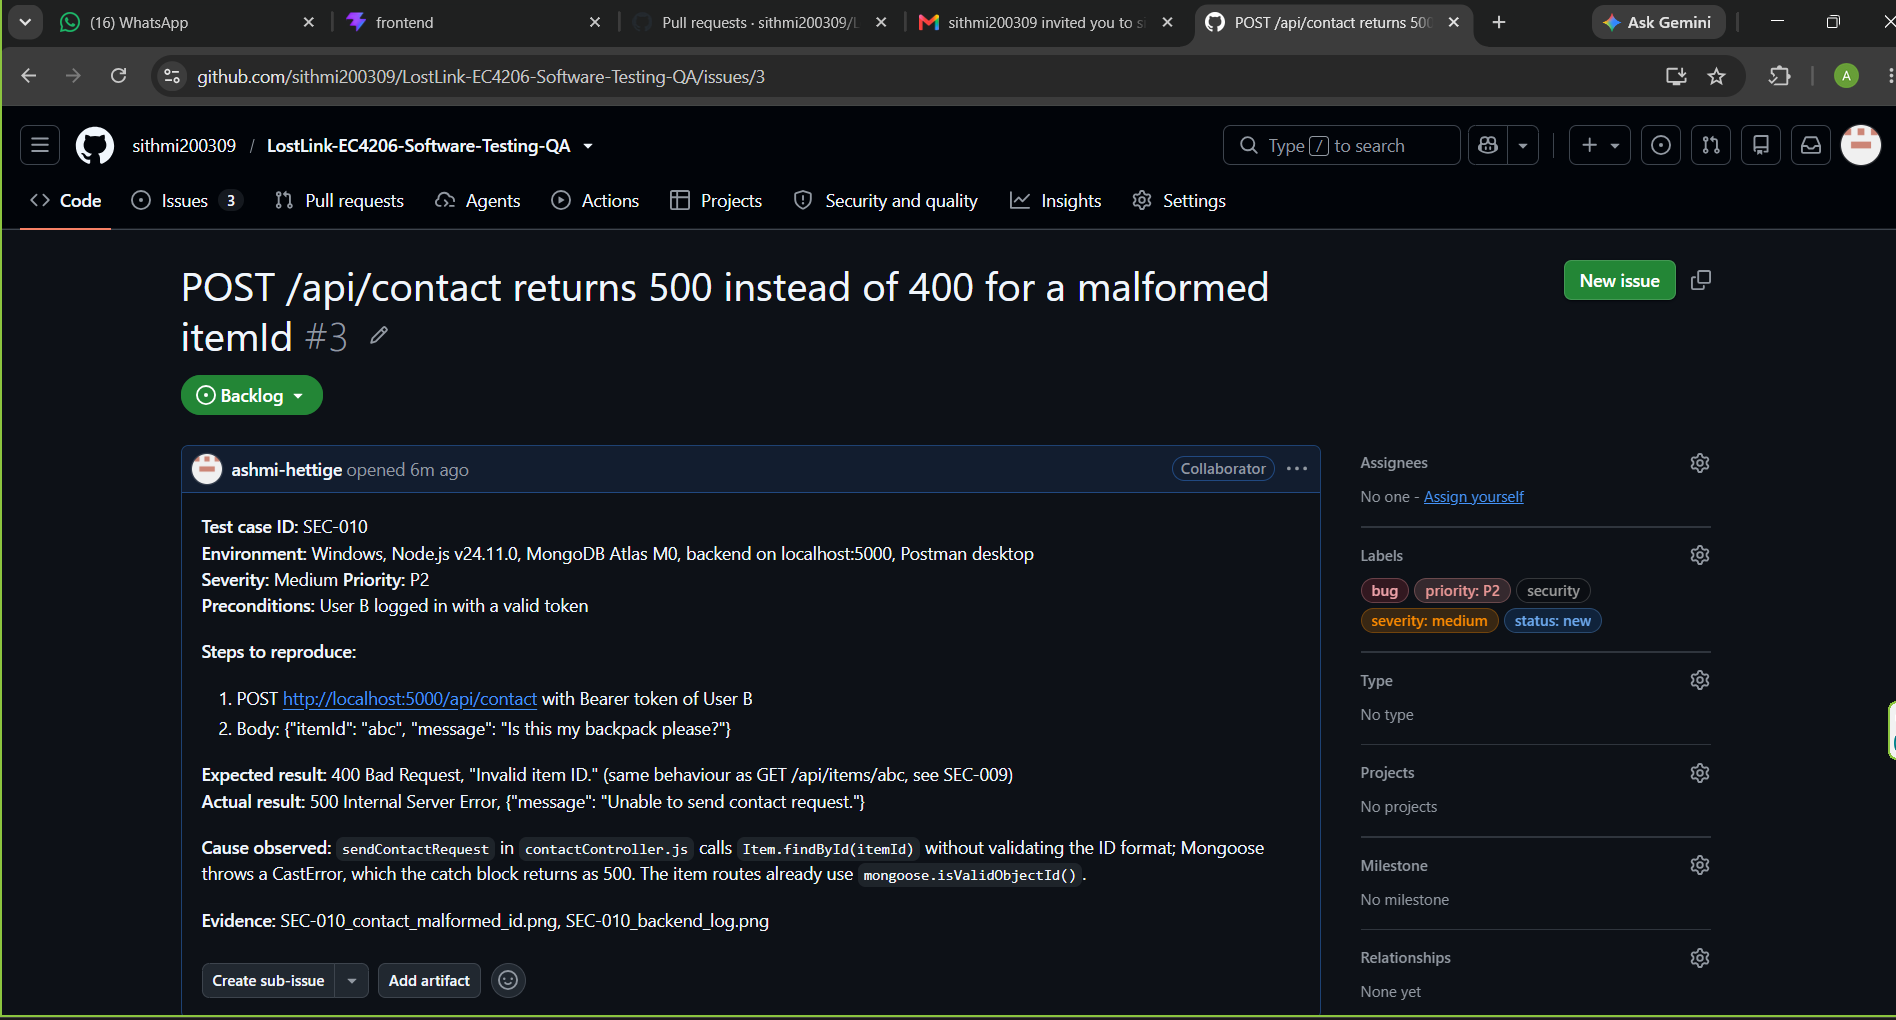 (16) WhatsApp
frontend
Pull requests · sithmi200309/L
sithmi200309 invited you to si
POST /api/contact returns 500
Ask Gemini
github.com/sithmi200309/LostLink-EC4206-Software-Testing-QA/issues/3
A
sithmi200309 / LostLink-EC4206-Software-Testing-QA
Type / to search
Code
Issues 3
Pull requests
Agents
Actions
Projects
Security and quality
Insights
Settings
POST /api/contact returns 500 instead of 400 for a malformed
itemId #3
New issue
Backlog
ashmi-hettige opened 6m ago
Collaborator
Test case ID: SEC-010
Environment: Windows, Node.js v24.11.0, MongoDB Atlas M0, backend on localhost:5000, Postman desktop
Severity: Medium Priority: P2
Preconditions: User B logged in with a valid token
Steps to reproduce:
1. POST http://localhost:5000/api/contact with Bearer token of User B
2. Body: {"itemId": "abc", "message": "Is this my backpack please?"}
Expected result: 400 Bad Request, "Invalid item ID." (same behaviour as GET /api/items/abc, see SEC-009)
Actual result: 500 Internal Server Error, {"message": "Unable to send contact request."}
Cause observed: sendContactRequest in contactController.js calls Item.findById(itemId) without validating the ID format; Mongoose
throws a CastError, which the catch block returns as 500. The item routes already use mongoose.isValidObjectId().
Evidence: SEC-010_contact_malformed_id.png, SEC-010_backend_log.png
Create sub-issue
Add artifact
Assignees
No one - Assign yourself
Labels
bug
priority: P2
security
severity: medium
status: new
Type
No type
Projects
No projects
Milestone
No milestone
Relationships
None yet